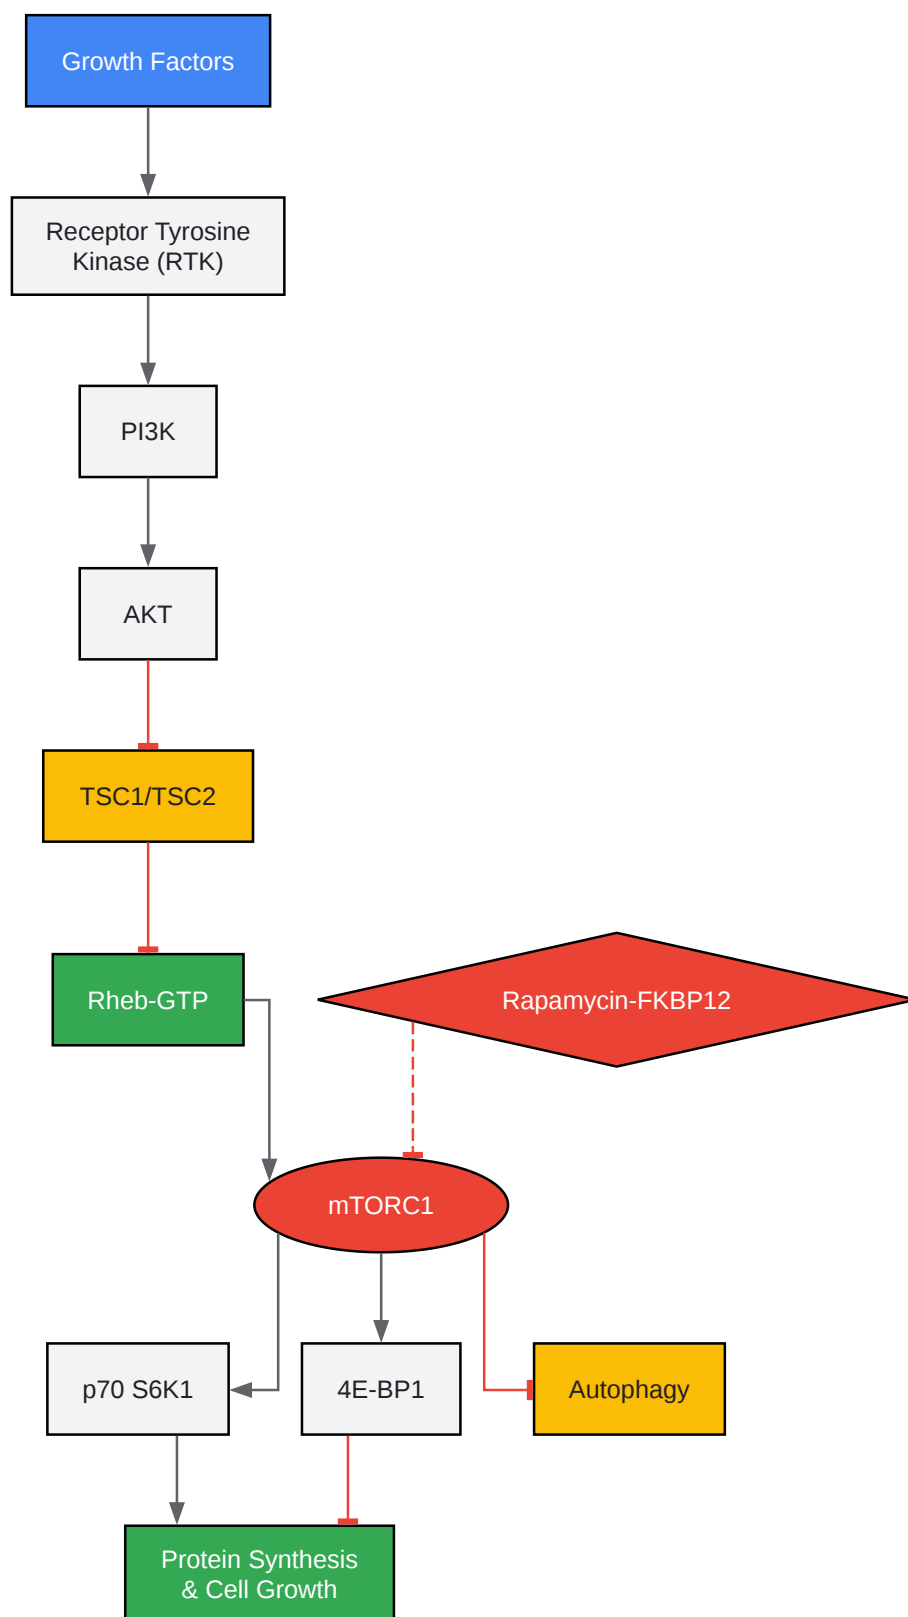 Growth Factors
Receptor Tyrosine
Kinase (RTK)
PI3K
AKT
TSC1/TSC2
Rheb-GTP
Rapamycin-FKBP12
mTORC1
p70 S6K1
4E-BP1
Autophagy
Protein Synthesis
& Cell Growth